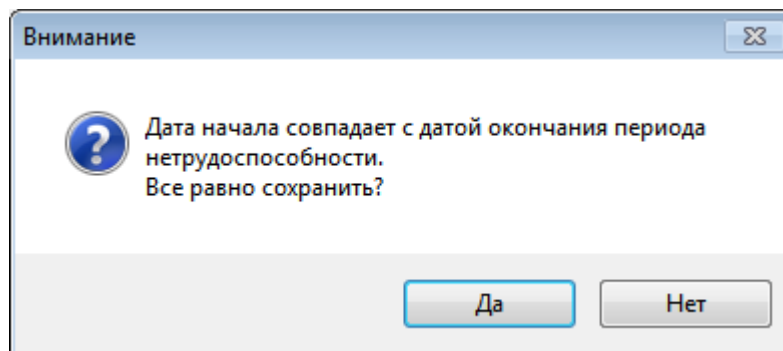 Внимание
Дата начала совпадает с датой окончания периода
нетрудоспособности.
Все равно сохранить?
Да
Нет